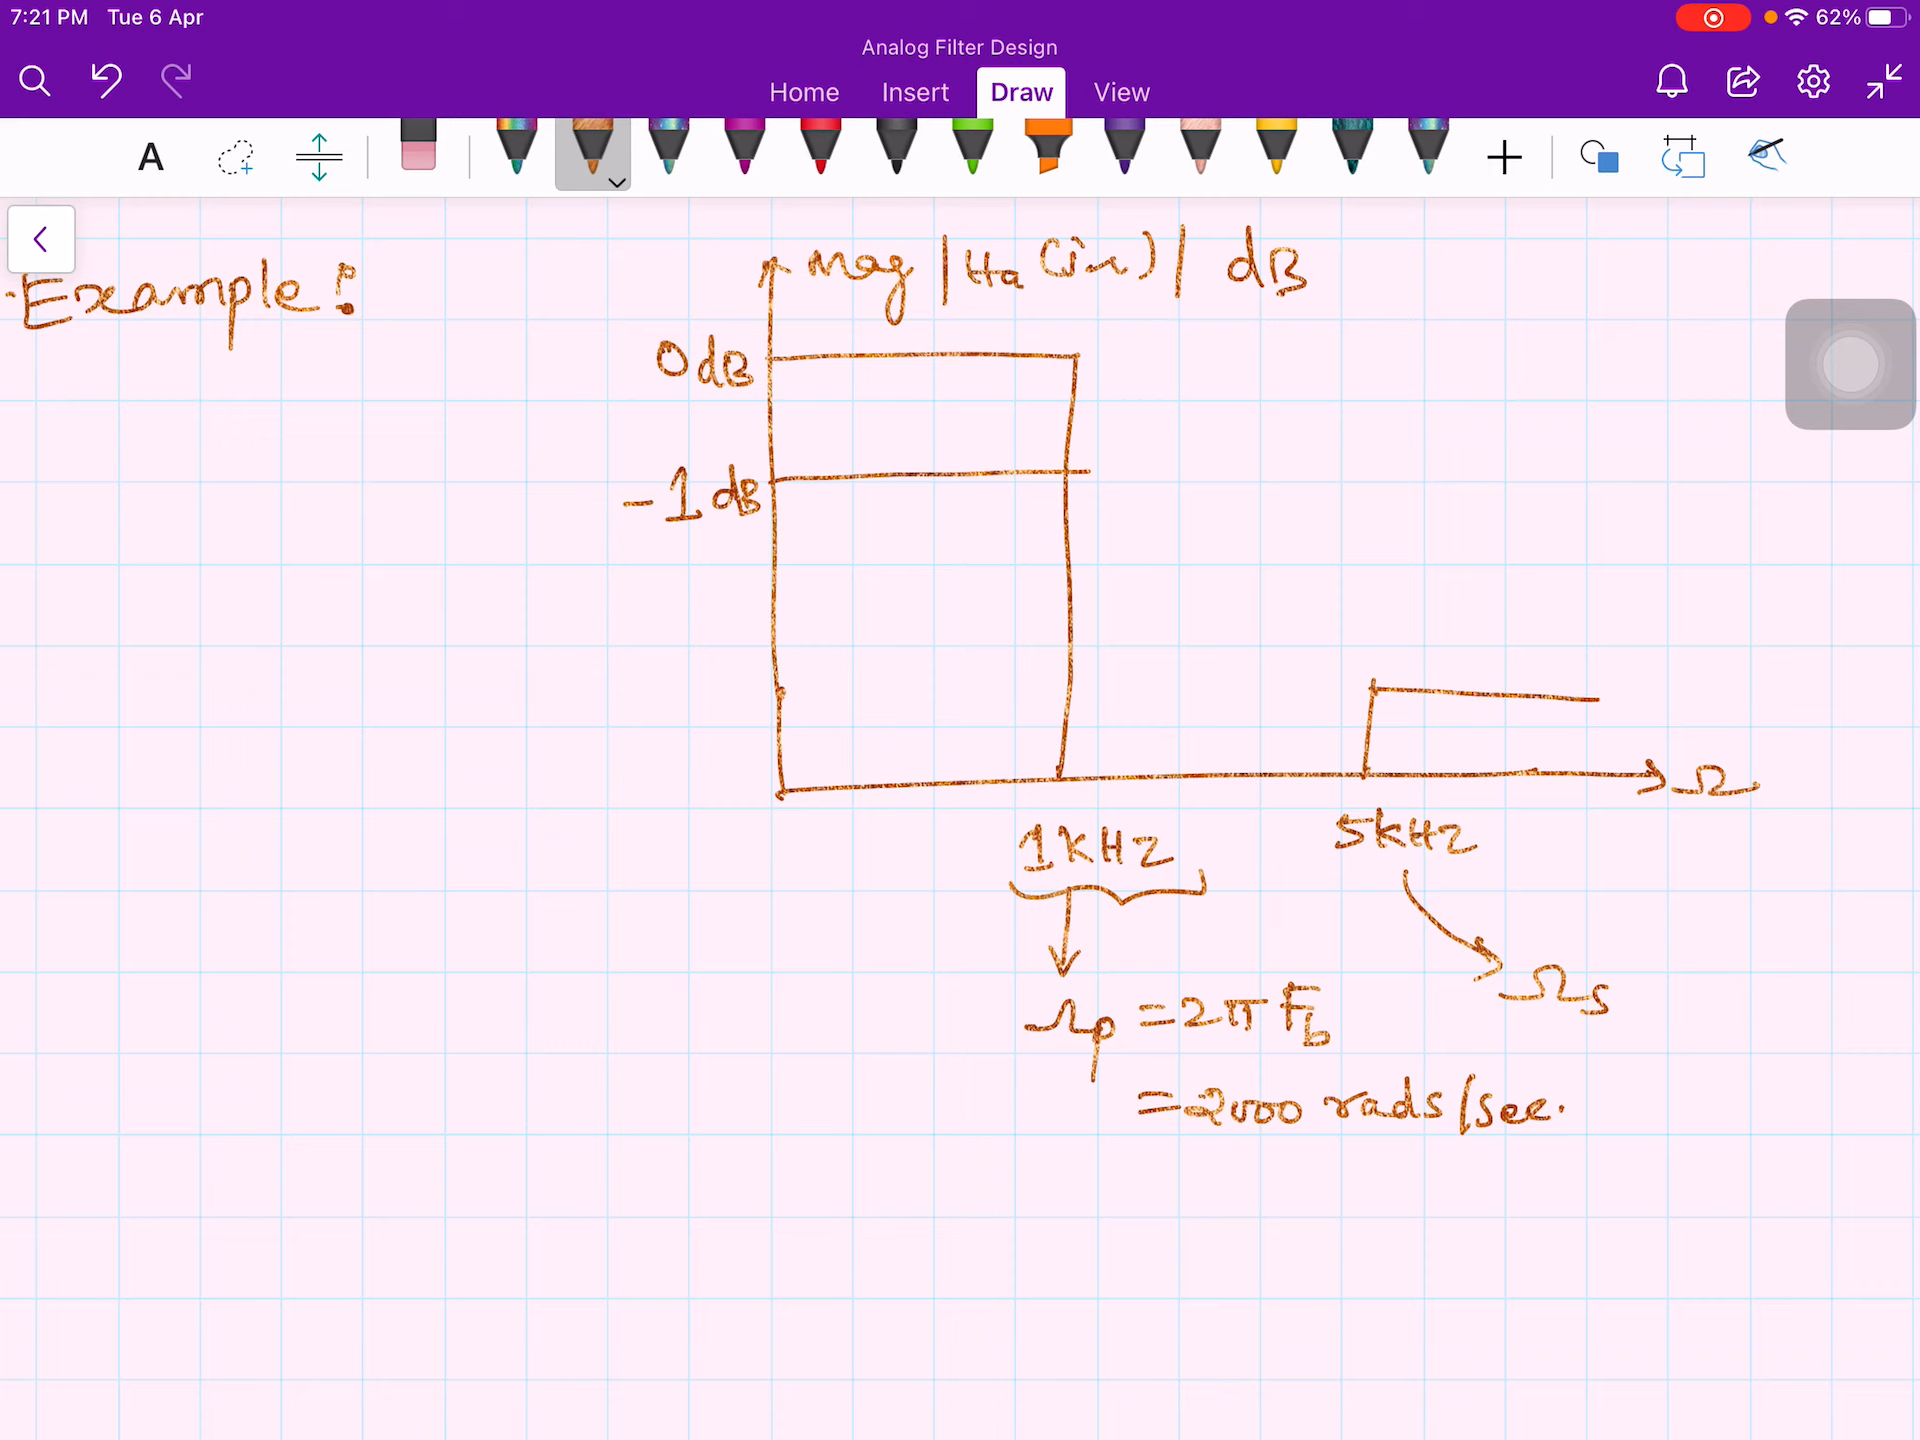 7:21 PM Tue 6 Apr
62%
Analog Filter Design
Home Insert Draw View
A
Example:
Mag |Ha(jΩ)| dB
0dB
-1dB
Ω
1KHz
5KHz
Ωs
Ωp = 2π Fb
= 2000 rads/sec.